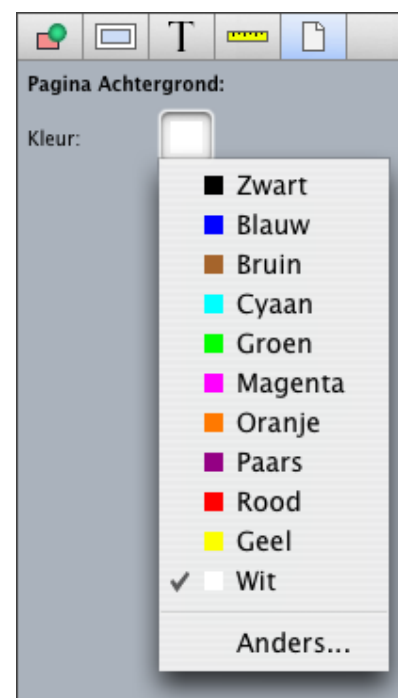 T
Pagina Achtergrond:
Kleur:
Zwart
Blauw
Bruin
Cyaan
Groen
Magenta
Oranje
Paars
Rood
Geel
Wit
Anders...